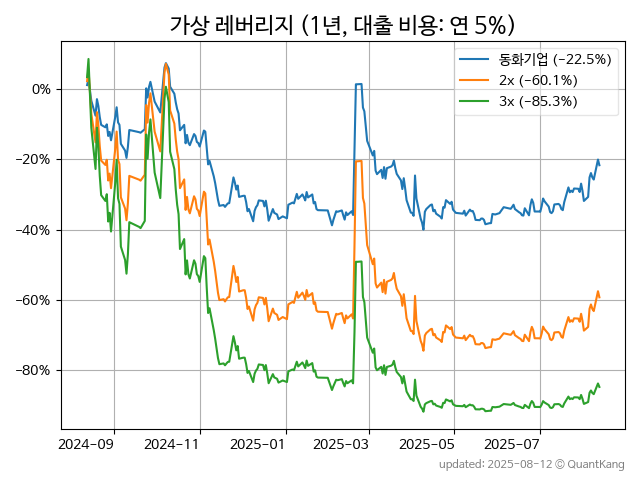 가상 레버리지 (1년, 대출 비용: 연 5%)
동화기업 (−22.5%)
2x (−60.1%)
3x (−85.3%)
0%
−20%
−40%
−60%
−80%
2024-09 2024-11 2025-01 2025-03 2025-05 2025-07
updated: 2025-08-12 © QuantKang